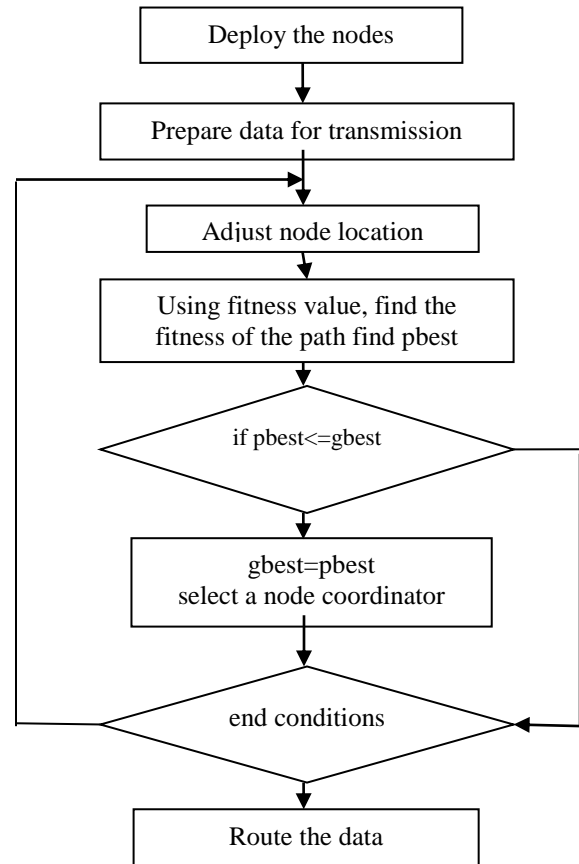 Deploy the nodes
Prepare data for transmission
Adjust node location
Using fitness value, find the
fitness of the path find pbest
if pbest<=gbest
gbest=pbest
select a node coordinator
end conditions
Route the data